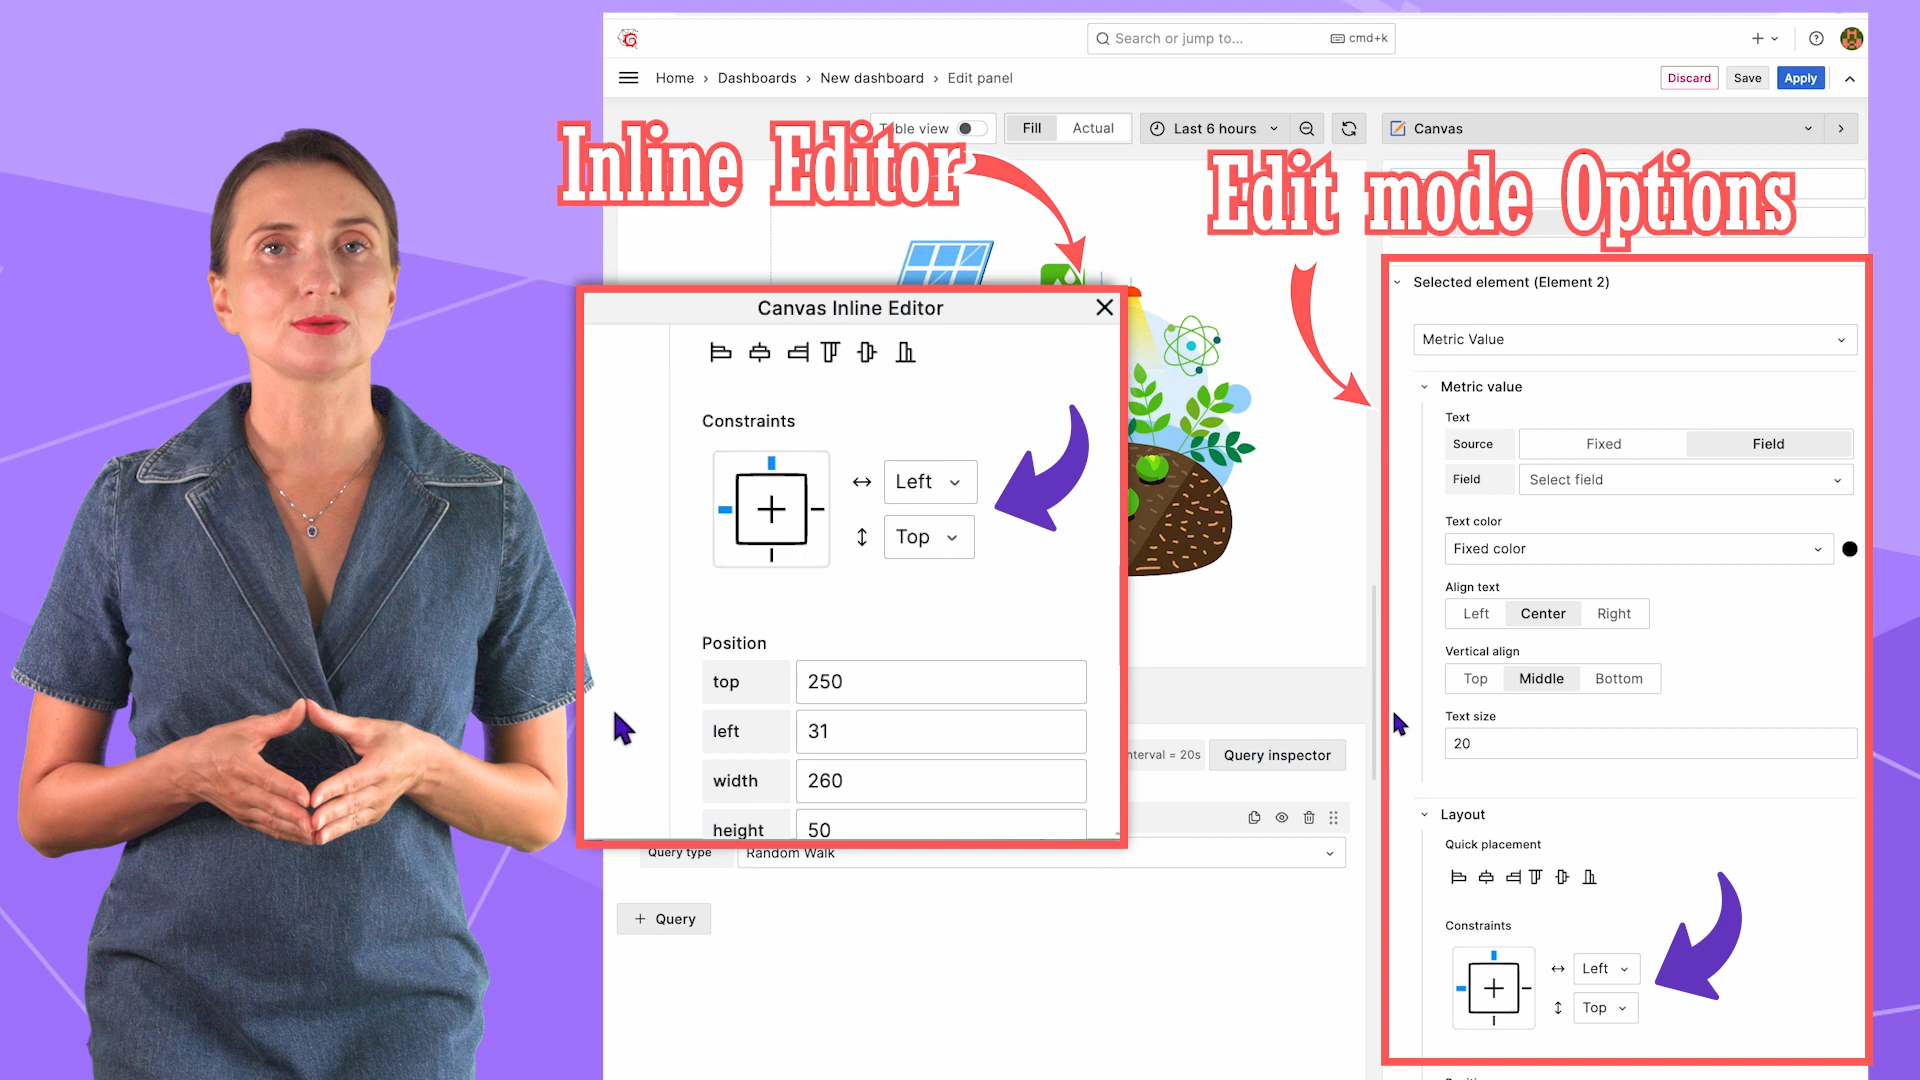 Search or jump to...
cmd+k
Home › Dashboards › New dashboard › Edit panel
Discard
Save
Apply
view
Fill
Actual
Last 6 hours
Canvas
Inline Editor
Edit mode Options
Canvas Inline Editor
Constraints
Left
Top
Position
top
250
left
31
width
260
height
50
= 20s
Query inspector
Query type
Random Walk
+ Query
Selected element (Element 2)
Metric Value
Metric value
Text
Source
Fixed
Field
Field
Select field
Text color
Fixed color
Align text
Left
Center
Right
Vertical align
Top
Middle
Bottom
Text size
20
Layout
Quick placement
Constraints
Left
Top